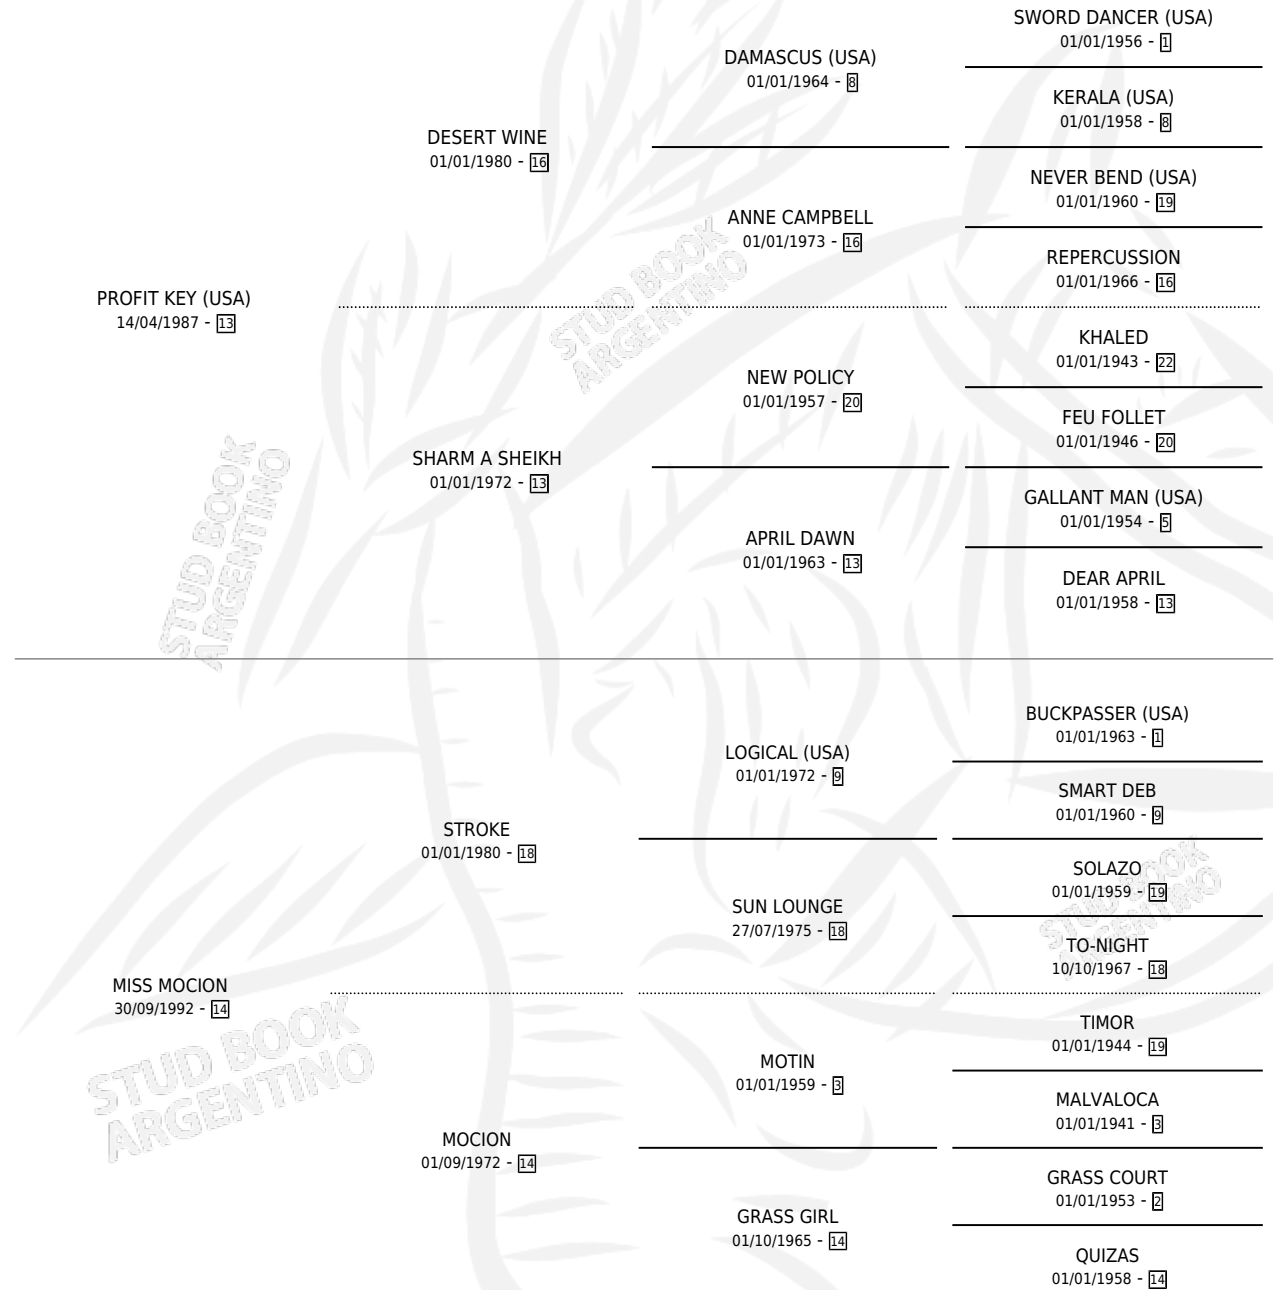 SWORD DANCER (USA)
01/01/1956 - 1
DAMASCUS (USA)
01/01/1964 - 8
KERALA (USA)
01/01/1958 - 8
DESERT WINE
01/01/1980 - 16
NEVER BEND (USA)
01/01/1960 - 19
ANNE CAMPBELL
01/01/1973 - 16
REPERCUSSION
01/01/1966 - 16
PROFIT KEY (USA)
14/04/1987 - 13
KHALED
01/01/1943 - 22
NEW POLICY
01/01/1957 - 20
FEU FOLLET
01/01/1946 - 20
SHARM A SHEIKH
01/01/1972 - 13
GALLANT MAN (USA)
01/01/1954 - 5
APRIL DAWN
01/01/1963 - 13
DEAR APRIL
01/01/1958 - 13
BUCKPASSER (USA)
01/01/1963 - 1
LOGICAL (USA)
01/01/1972 - 9
SMART DEB
01/01/1960 - 9
STROKE
01/01/1980 - 18
SOLAZO
01/01/1959 - 19
SUN LOUNGE
27/07/1975 - 18
TO-NIGHT
10/10/1967 - 18
MISS MOCION
30/09/1992 - 14
TIMOR
01/01/1944 - 19
MOTIN
01/01/1959 - 3
MALVALOCA
01/01/1941 - 3
MOCION
01/09/1972 - 14
GRASS COURT
01/01/1953 - 2
GRASS GIRL
01/10/1965 - 14
QUIZAS
01/01/1958 - 14
STUD BOOK
ARGENTINO
STUD BOOK
ARGENTINO
STUD BOOK
ARGENTINO
STUD BOOK
ARGENTINO